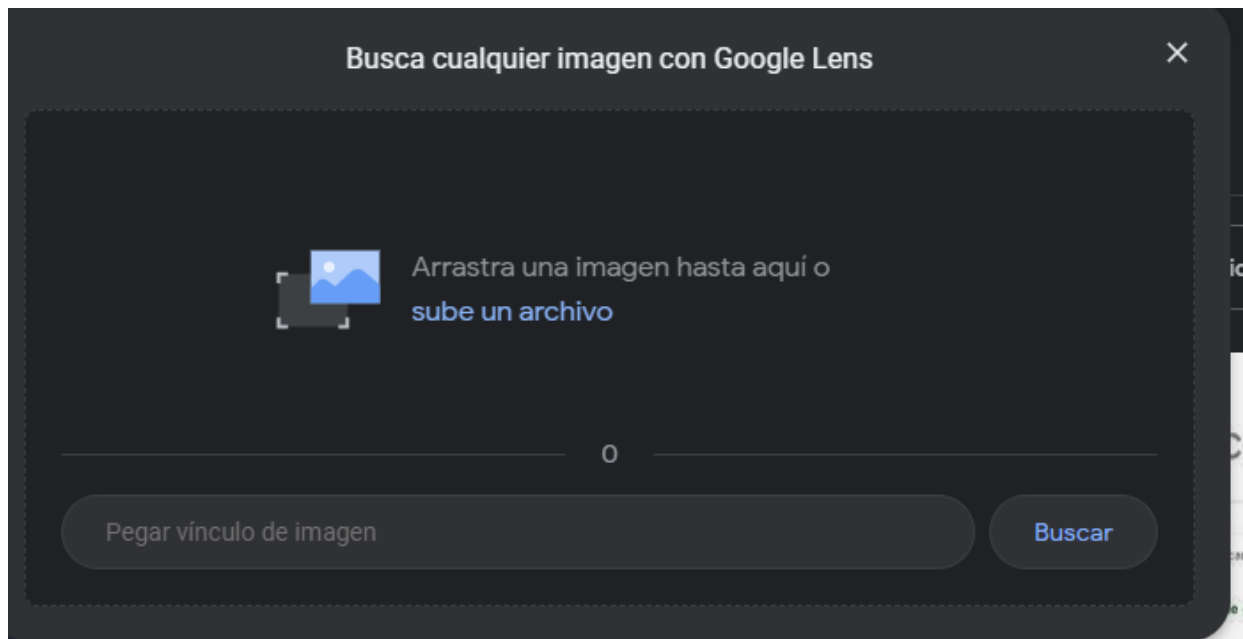 Busca cualquier imagen con Google Lens
Arrastra una imagen hasta aquí o
sube un archivo
O
Pegar vínculo de imagen
Buscar